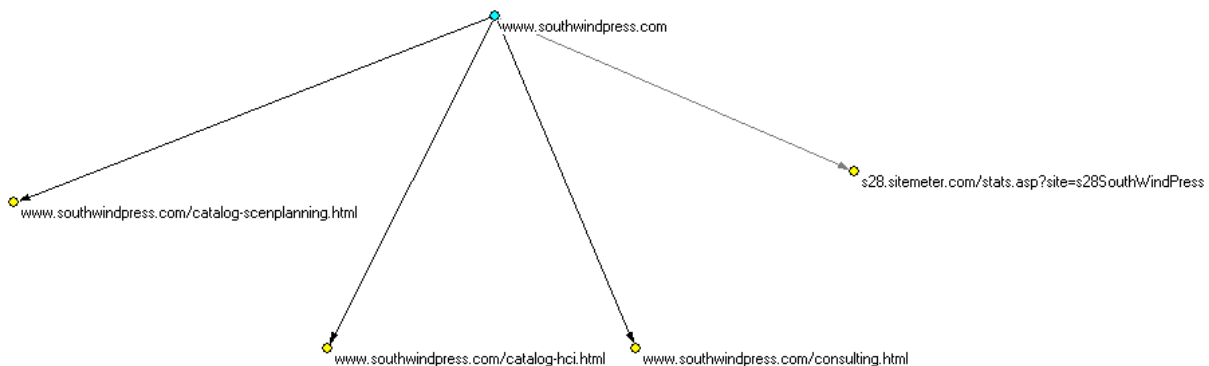 www.southwindpress.com
s28.sitemeter.com/stats.asp?site=s28SouthWindPress
www.southwindpress.com/catalog-scenplanning.html
www.southwindpress.com/catalog-hci.html
www.southwindpress.com/consulting.html